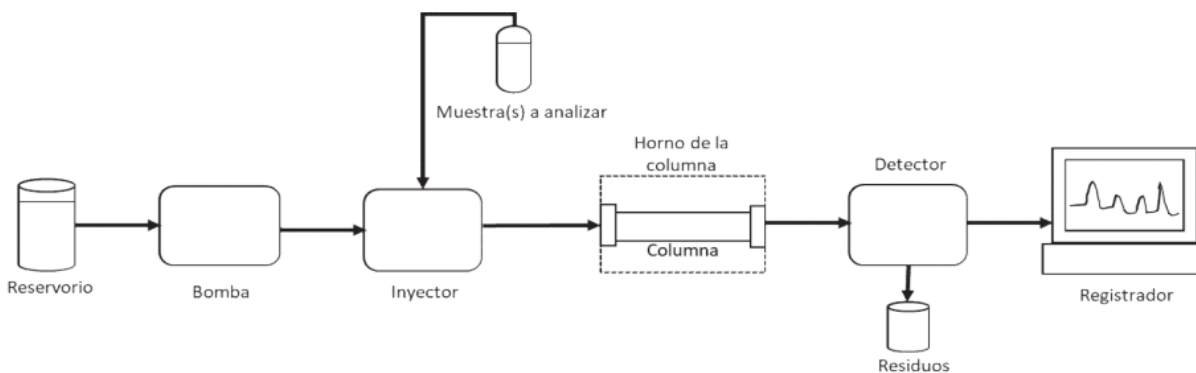 Muestra(s) a analizar
Horno de la
columna
Detector
Columna
Reservorio
Bomba
Inyector
Registrador
Residuos